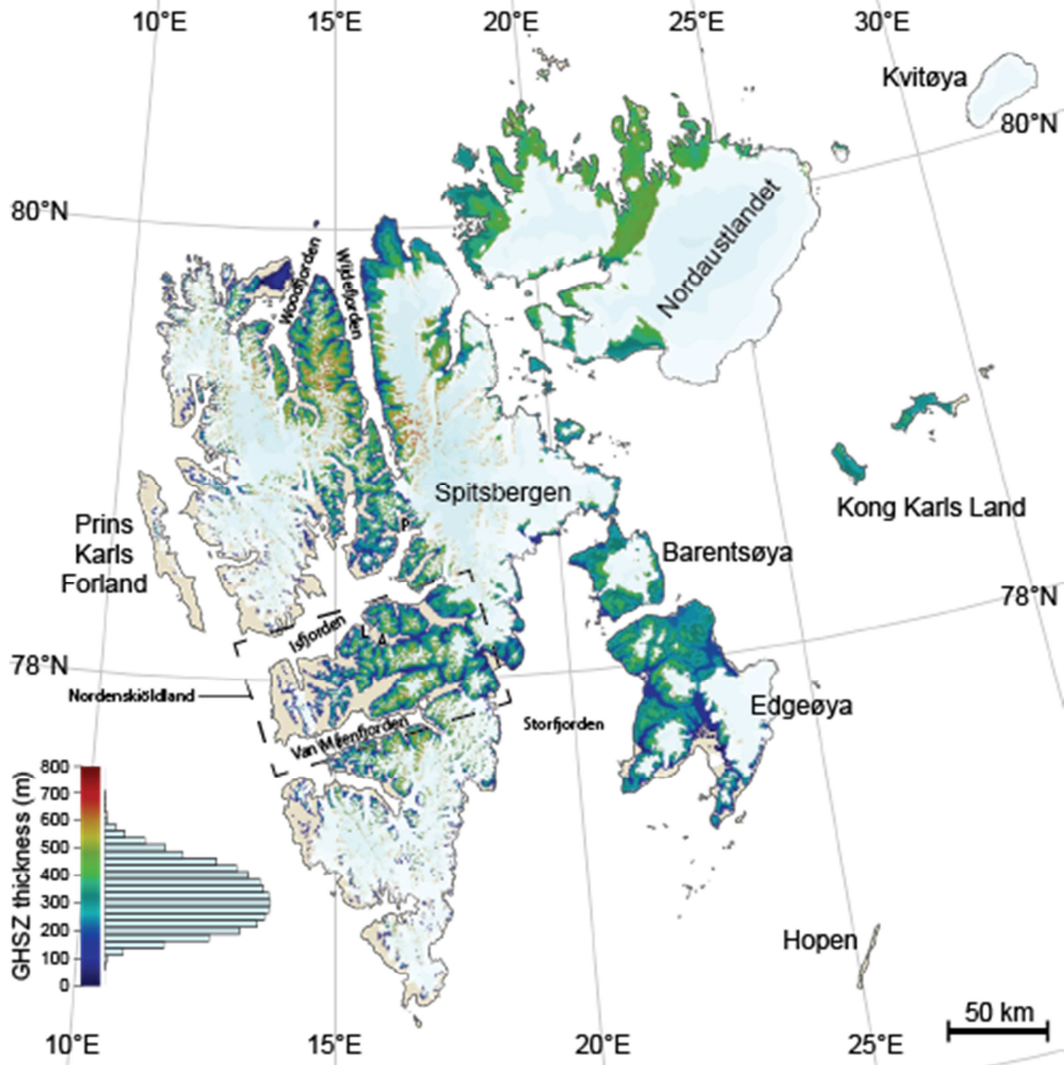 10°E
15°E
20°E
25°E
30°E
Kvitøya
80°N
80°N
Nordaustlandet
Woodfjorden
Wijdefjorden
Spitsbergen
Kong Karls Land
P
Prins
Karls
Forland
Barentsøya
78°N
Isfjorden
L
A
78°N
Nordenskiöldland
Edgeøya
Storfjorden
Van Mijenfjorden
GHSZ thickness (m)
800
700
600
500
400
300
200
100
0
Hopen
50 km
10°E
15°E
20°E
25°E